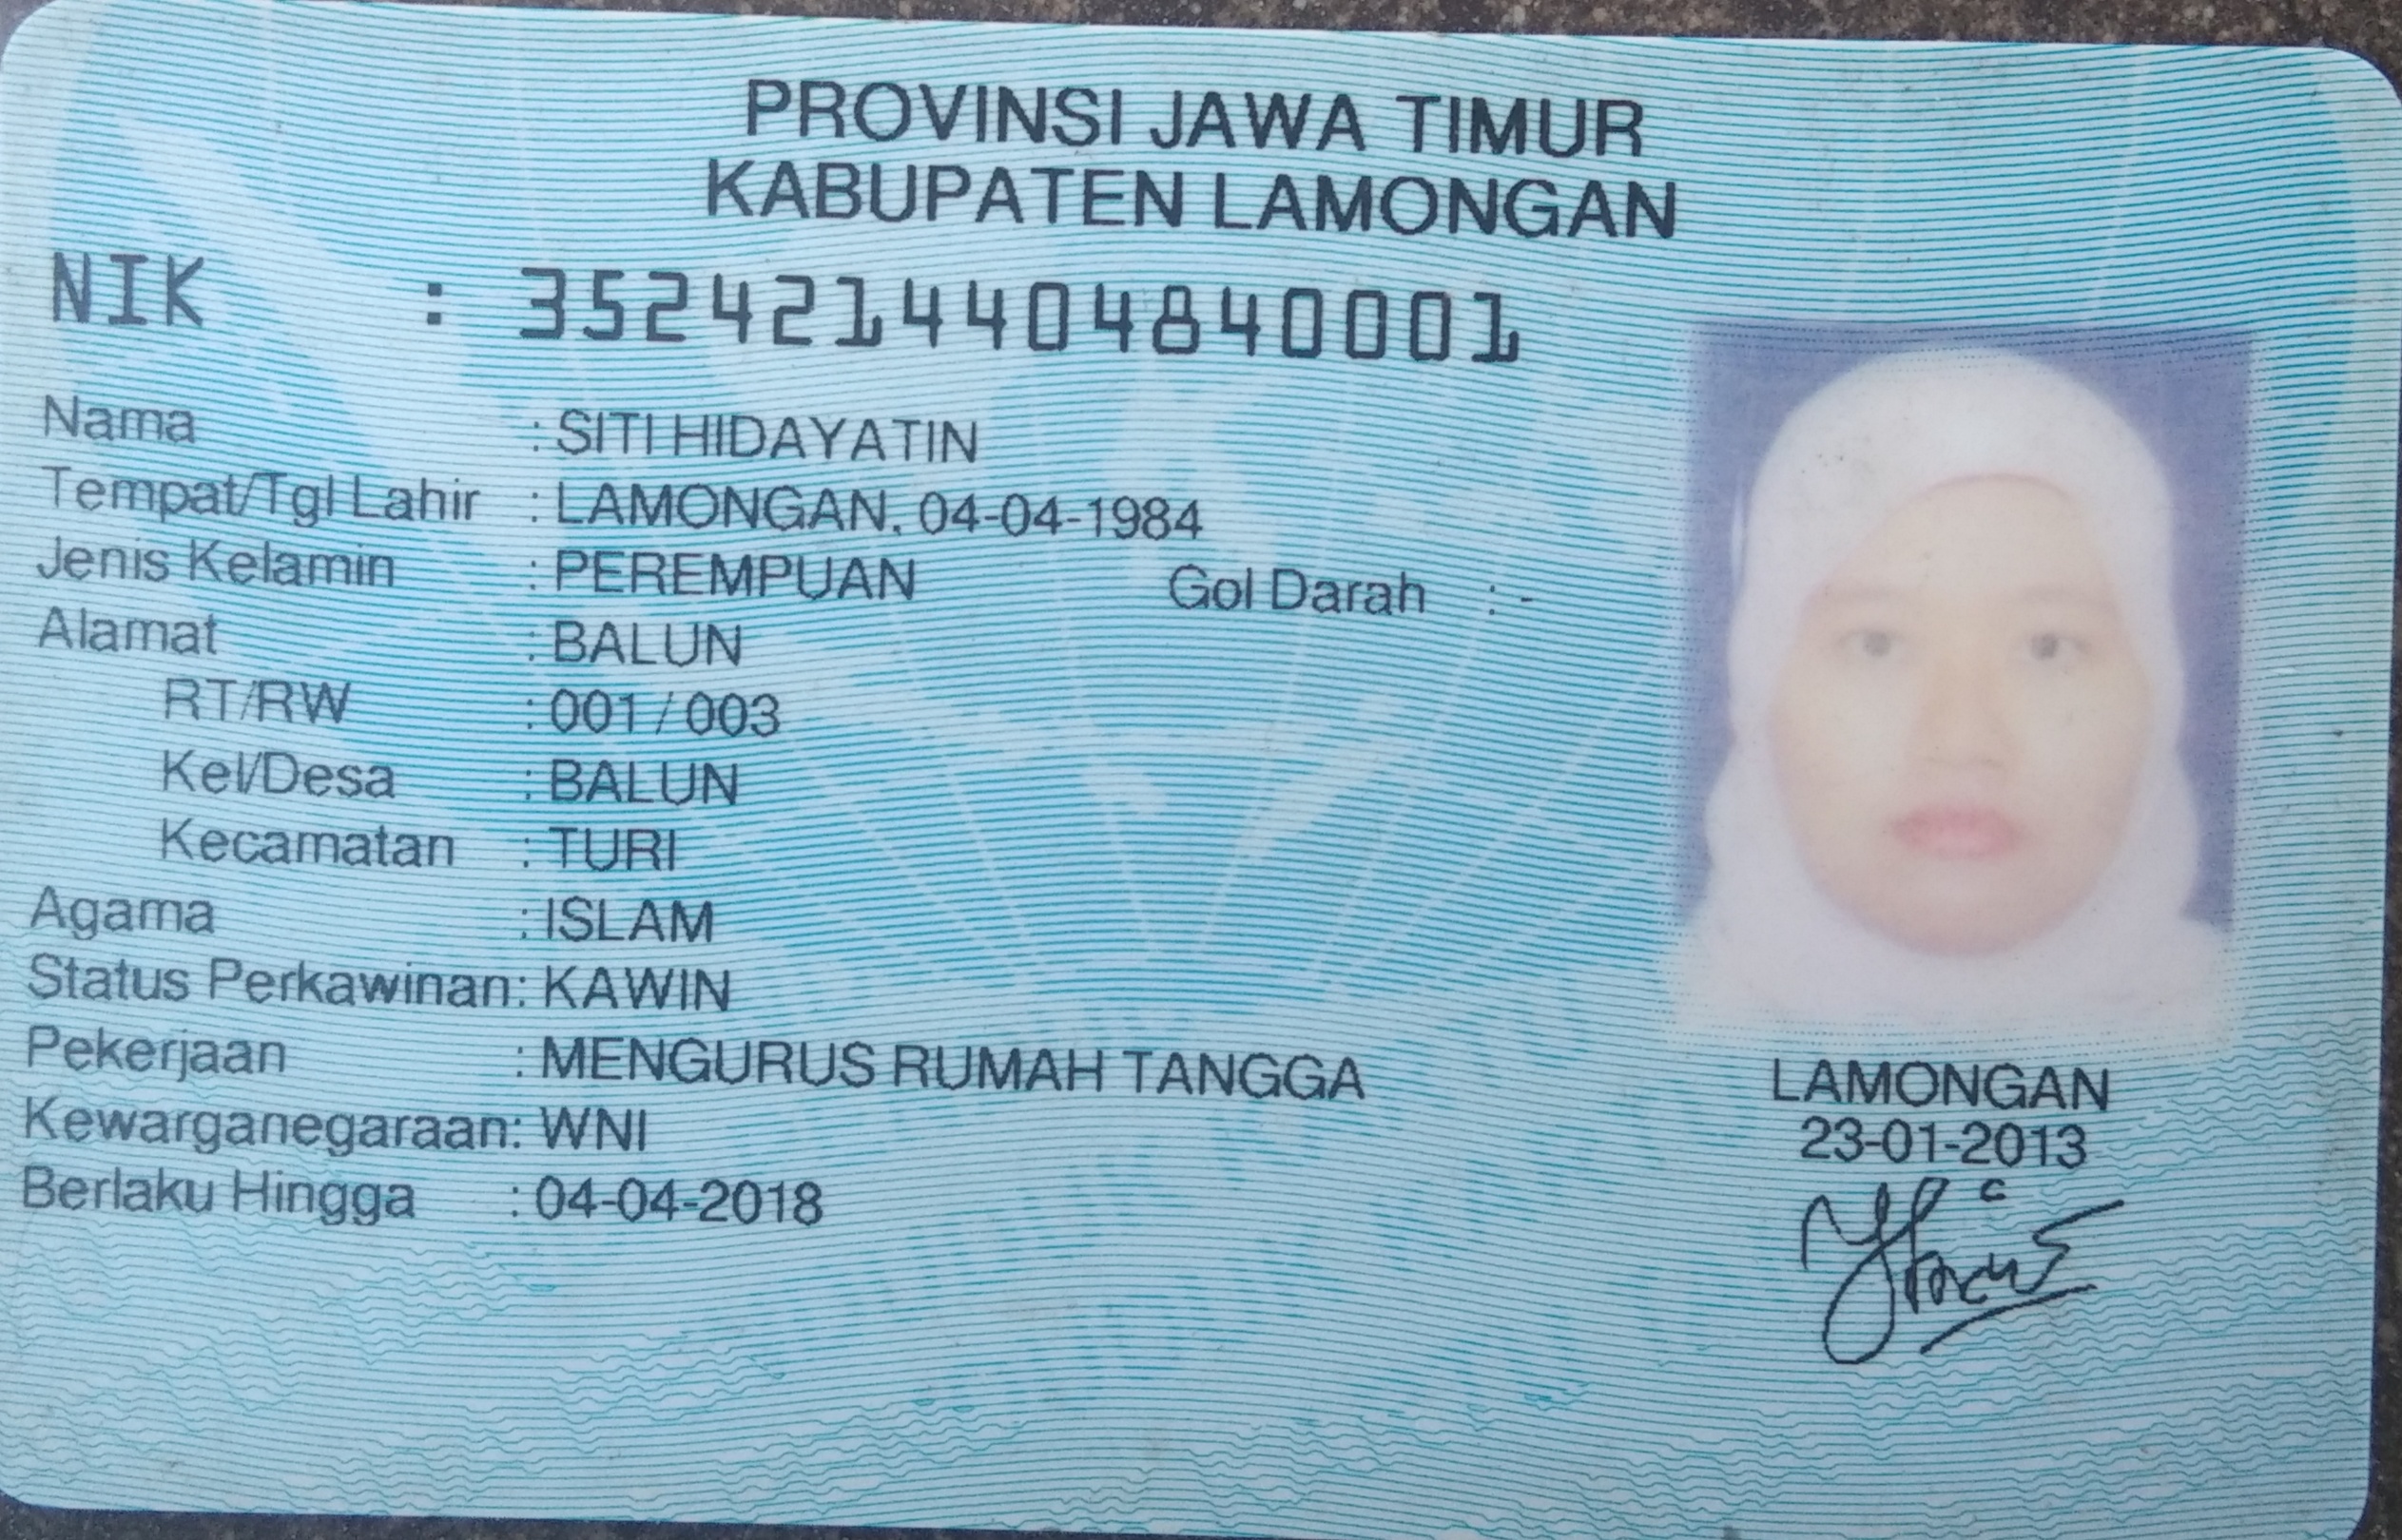 PROVINSI JAWA TIMUR
KABUPATEN LAMONGAN
NIK : 3524214404840001
Nama : SITI HIDAYATIN
Tempat/Tgl Lahir : LAMONGAN, 04-04-1984
Jenis Kelamin : PEREMPUAN Gol Darah : -
Alamat : BALUN
RT/RW : 001 / 003
Kel/Desa : BALUN
Kecamatan : TURI
Agama : ISLAM
Status Perkawinan : KAWIN
Pekerjaan : MENGURUS RUMAH TANGGA
Kewarganegaraan : WNI
Berlaku Hingga : 04-04-2018
LAMONGAN
23-01-2013